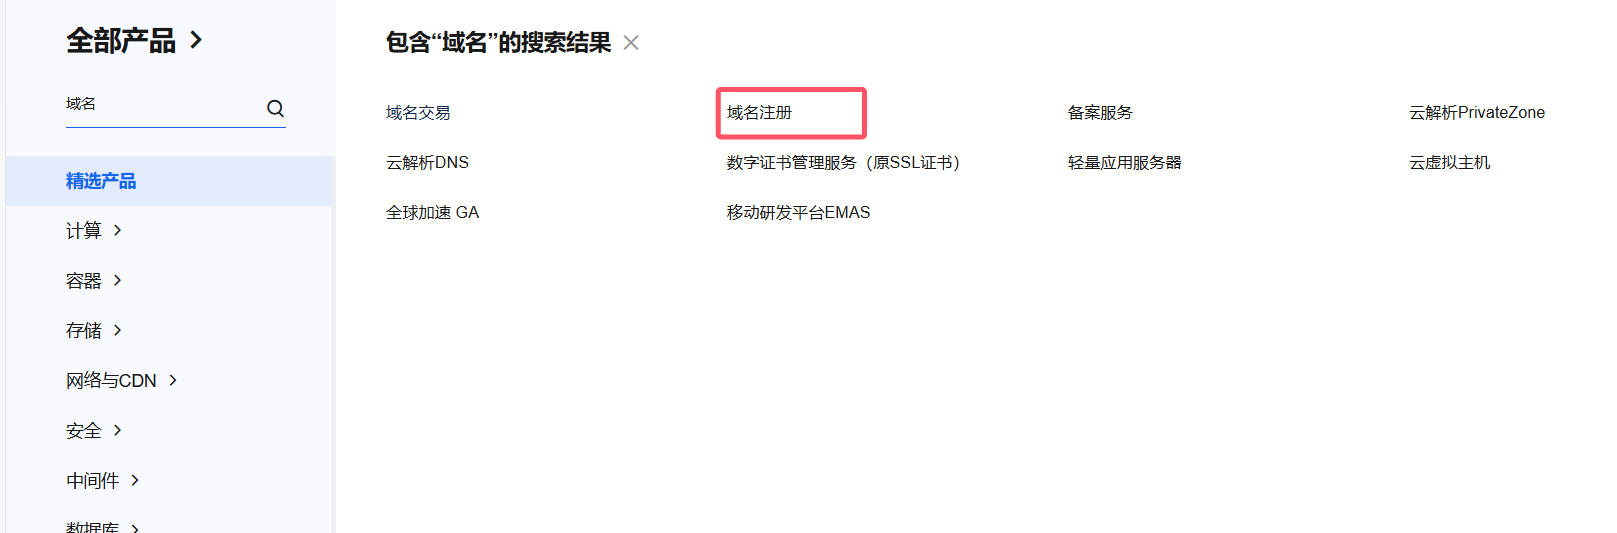 全部产品
域名
精选产品
计算
容器
存储
网络与CDN
安全
中间件
数据库
包含“域名”的搜索结果
域名交易
域名注册
备案服务
云解析PrivateZone
云解析DNS
数字证书管理服务（原SSL证书）
轻量应用服务器
云虚拟主机
全球加速 GA
移动研发平台EMAS